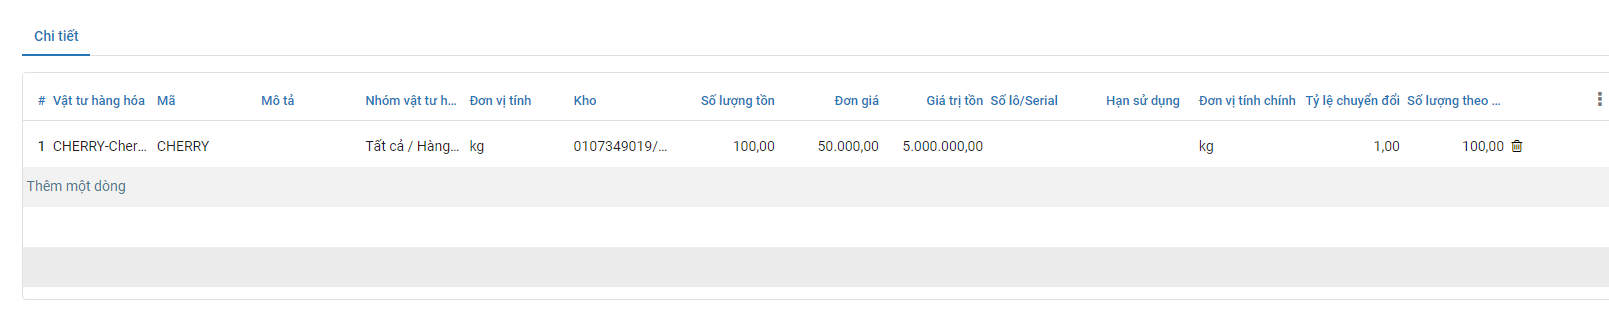 Chi tiết
# Vật tư hàng hóa Mã Mô tả Nhóm vật tư h... Đơn vị tính Kho Số lượng tồn Đơn giá Giá trị tồn Số lô/Serial Hạn sử dụng Đơn vị tính chính Tỷ lệ chuyển đổi Số lượng theo ...
1 CHERRY-Cher... CHERRY Tất cả / Hàng... kg 0107349019/... 100,00 50.000,00 5.000.000,00 kg 1,00 100,00
Thêm một dòng